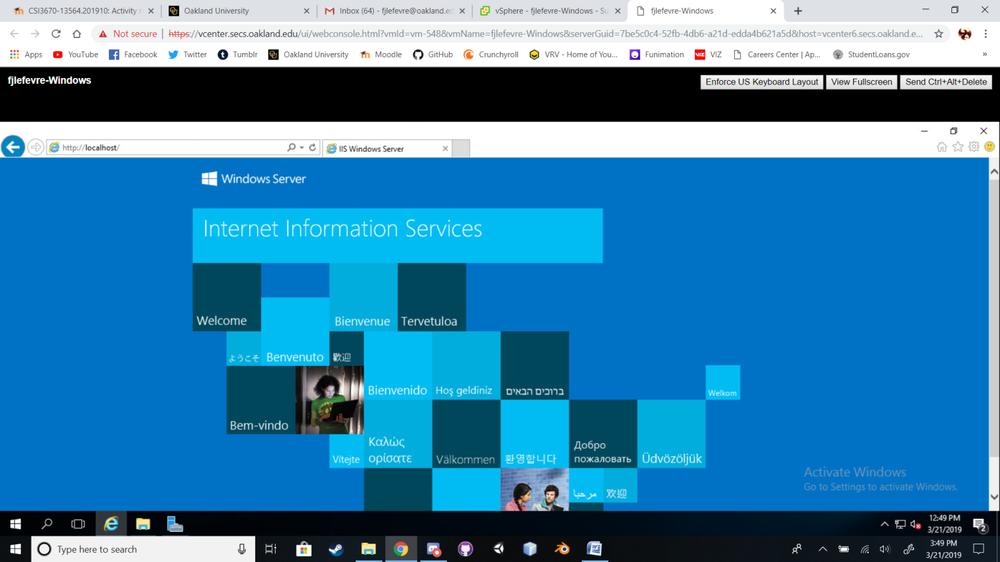 CSI3670-13564.201910: Activity
Oakland University
Inbox (64) - fjlefevre@oakland.ed
vSphere - fjlefevre-Windows - Su
fjlefevre-Windows
Not secure
https://vcenter.secs.oakland.edu/ui/webconsole.html?vmId=vm-548&vmName=fjlefevre-Windows&serverGuid=7be5c0c4-52fb-4db6-a21d-edda4b621a5d&host=vcenter6.secs.oakland.e...
Apps
YouTube
Facebook
Twitter
Tumblr
Oakland University
Moodle
GitHub
Crunchyroll
VRV - Home of You...
Funimation
VIZ
Careers Center | Ap...
StudentLoans.gov
»
fjlefevre-Windows
Enforce US Keyboard Layout
View Fullscreen
Send Ctrl+Alt+Delete
http://localhost/
IIS Windows Server
Windows Server
Internet Information Services
Welcome
Bienvenue
Tervetuloa
ようこそ
Benvenuto
歡迎
Bienvenido
Hoş geldiniz
ברוכים הבאים
Welkom
Bem-vindo
Vítejte
Καλώς
ορίσατε
Välkommen
환영합니다
Добро
пожаловать
Üdvözöljük
مرحبا
欢迎
Activate Windows
Go to Settings to activate Windows.
12:49 PM
3/21/2019
2
Type here to search
3:49 PM
3/21/2019